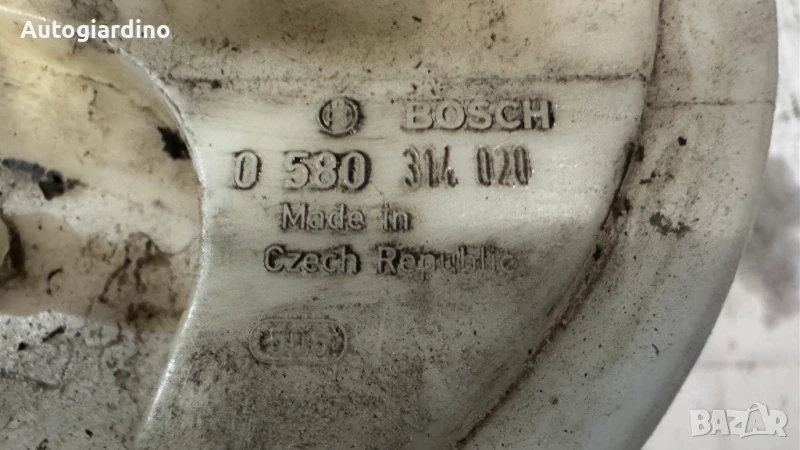 Autogiardino
BOSCH
0 580 314 020
Made in
Czech Republic
BAZAR